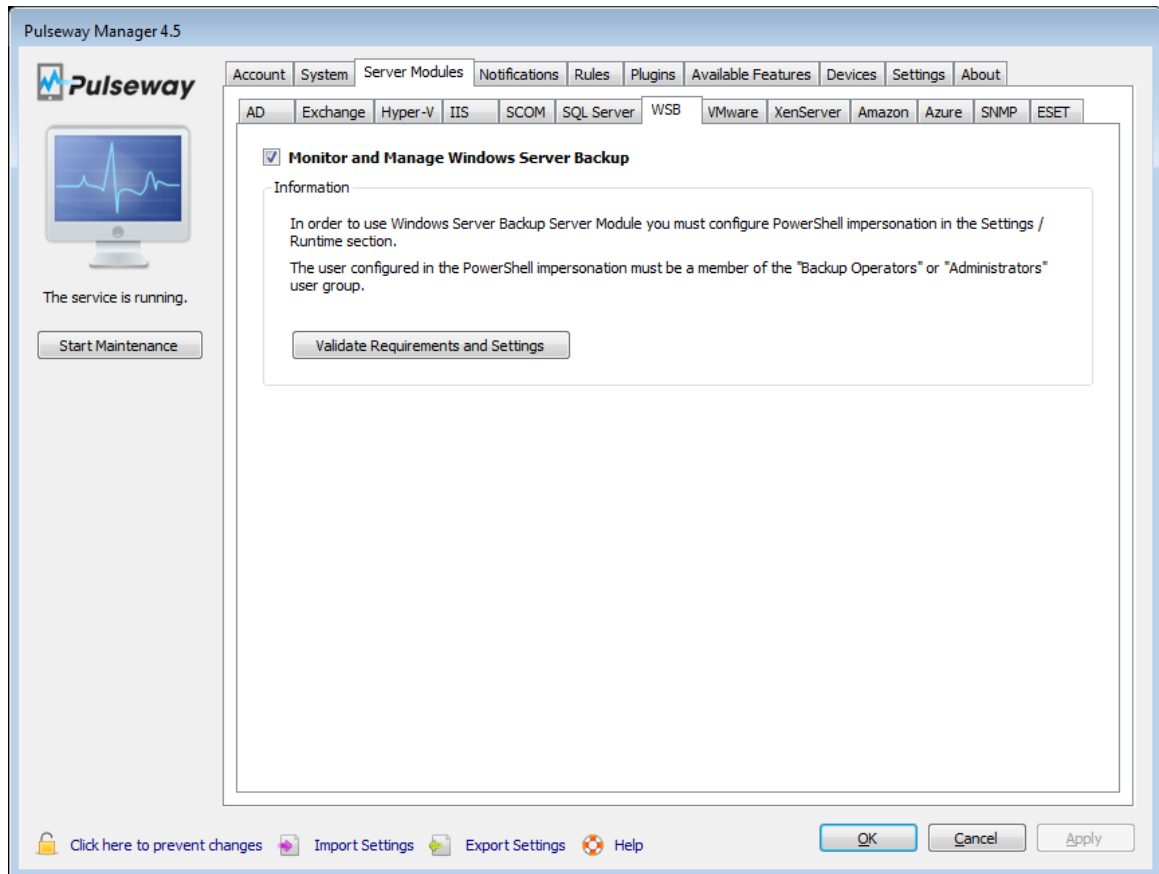 Pulseway Manager 4.5
Pulseway
Account System Server Modules Notifications Rules Plugins Available Features Devices Settings About
AD Exchange Hyper-V IIS SCOM SQL Server WSB VMware XenServer Amazon Azure SNMP ESET
Monitor and Manage Windows Server Backup
Information
In order to use Windows Server Backup Server Module you must configure PowerShell impersonation in the Settings /
Runtime section.
The user configured in the PowerShell impersonation must be a member of the "Backup Operators" or "Administrators"
user group.
Validate Requirements and Settings
The service is running.
Start Maintenance
Click here to prevent changes Import Settings Export Settings Help
OK Cancel Apply